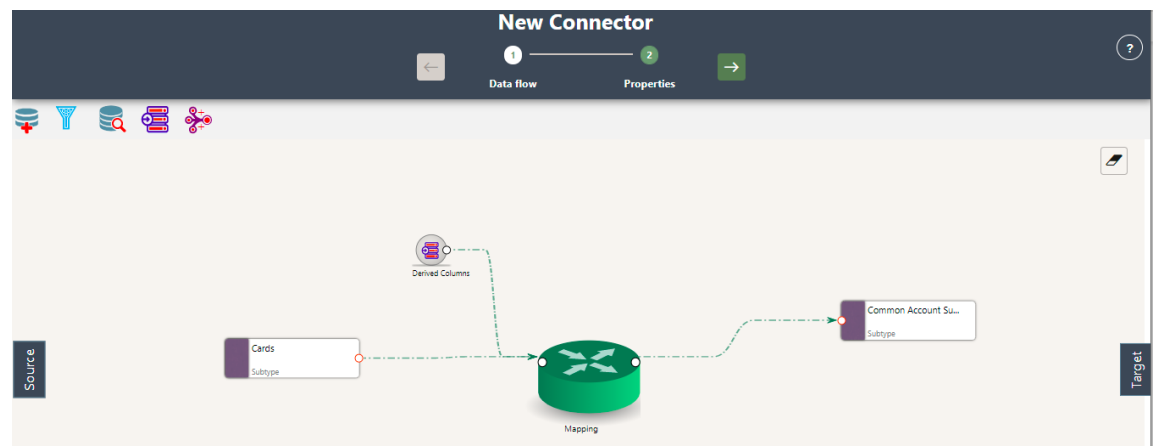 New Connector
1
2
Data flow
Properties
?
Derived Columns
Cards
Subtype
Common Account Su...
Subtype
Source
Target
Mapping